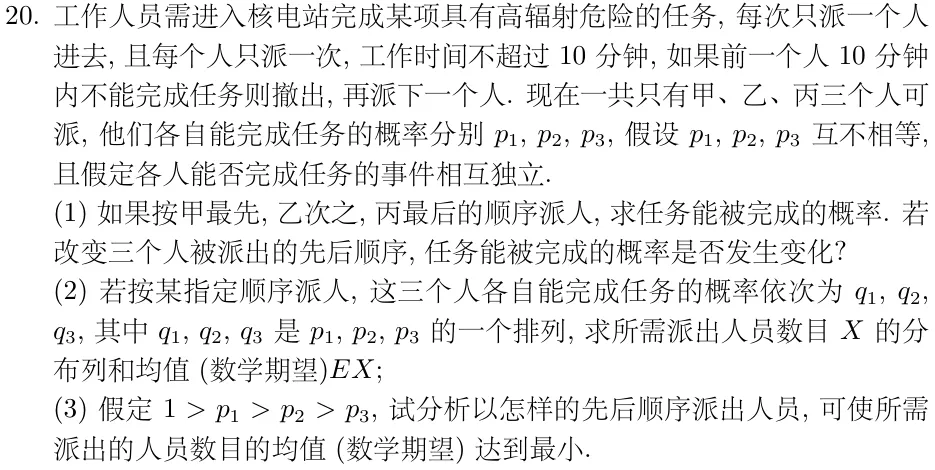 20. 工作人员需进入核电站完成某项具有高辐射危险的任务, 每次只派一个人
进去, 且每个人只派一次, 工作时间不超过 10 分钟, 如果前一个人 10 分钟
内不能完成任务则撤出, 再派下一个人. 现在一共只有甲、乙、丙三个人可
派, 他们各自能完成任务的概率分别 p₁, p₂, p₃, 假设 p₁, p₂, p₃ 互不相等,
且假定各人能否完成任务的事件相互独立.
(1) 如果按甲最先, 乙次之, 丙最后的顺序派人, 求任务能被完成的概率. 若
改变三个人被派出的先后顺序, 任务能被完成的概率是否发生变化?
(2) 若按某指定顺序派人, 这三个人各自能完成任务的概率依次为 q₁, q₂,
q₃, 其中 q₁, q₂, q₃ 是 p₁, p₂, p₃ 的一个排列, 求所需派出人员数目 X 的分
布列和均值 (数学期望)EX;
(3) 假定 1 > p₁ > p₂ > p₃, 试分析以怎样的先后顺序派出人员, 可使所需
派出的人员数目的均值 (数学期望) 达到最小.